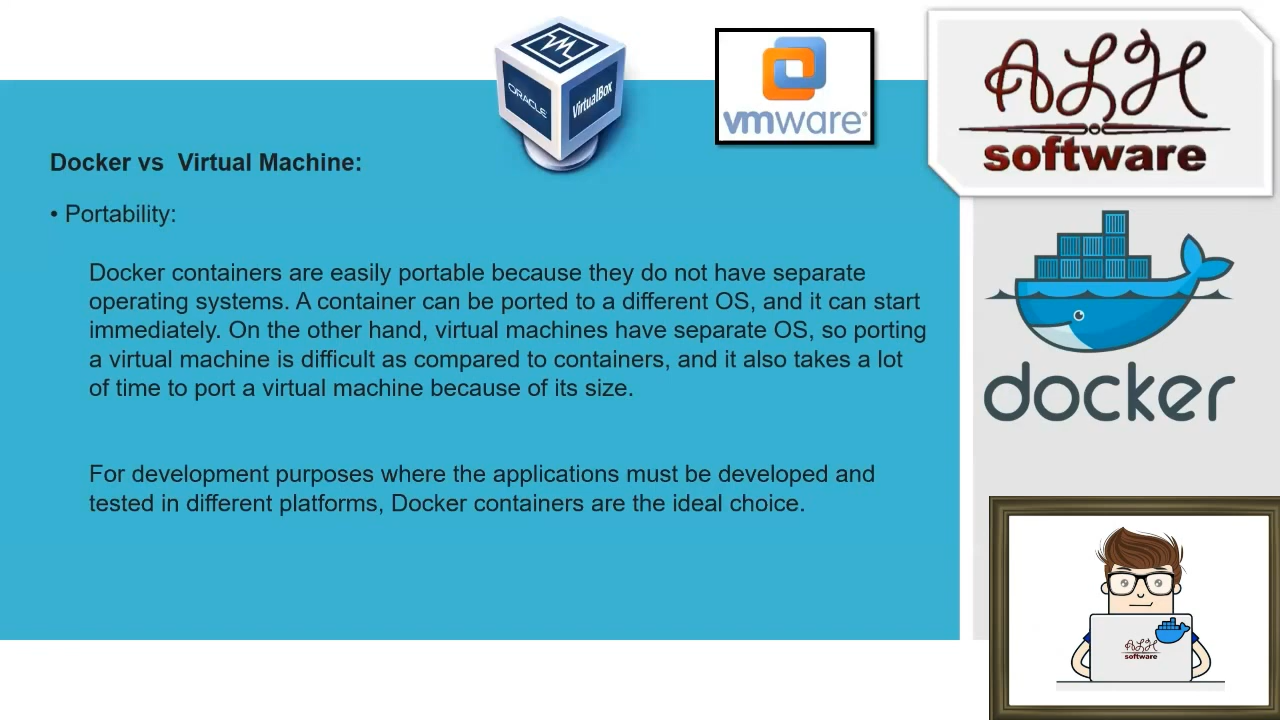 ORACLE
VirtualBox
vmware®
ALH
software
Docker vs  Virtual Machine:
• Portability:
Docker containers are easily portable because they do not have separate
operating systems. A container can be ported to a different OS, and it can start
immediately. On the other hand, virtual machines have separate OS, so porting
a virtual machine is difficult as compared to containers, and it also takes a lot
of time to port a virtual machine because of its size.
For development purposes where the applications must be developed and
tested in different platforms, Docker containers are the ideal choice.
docker
ALH
software